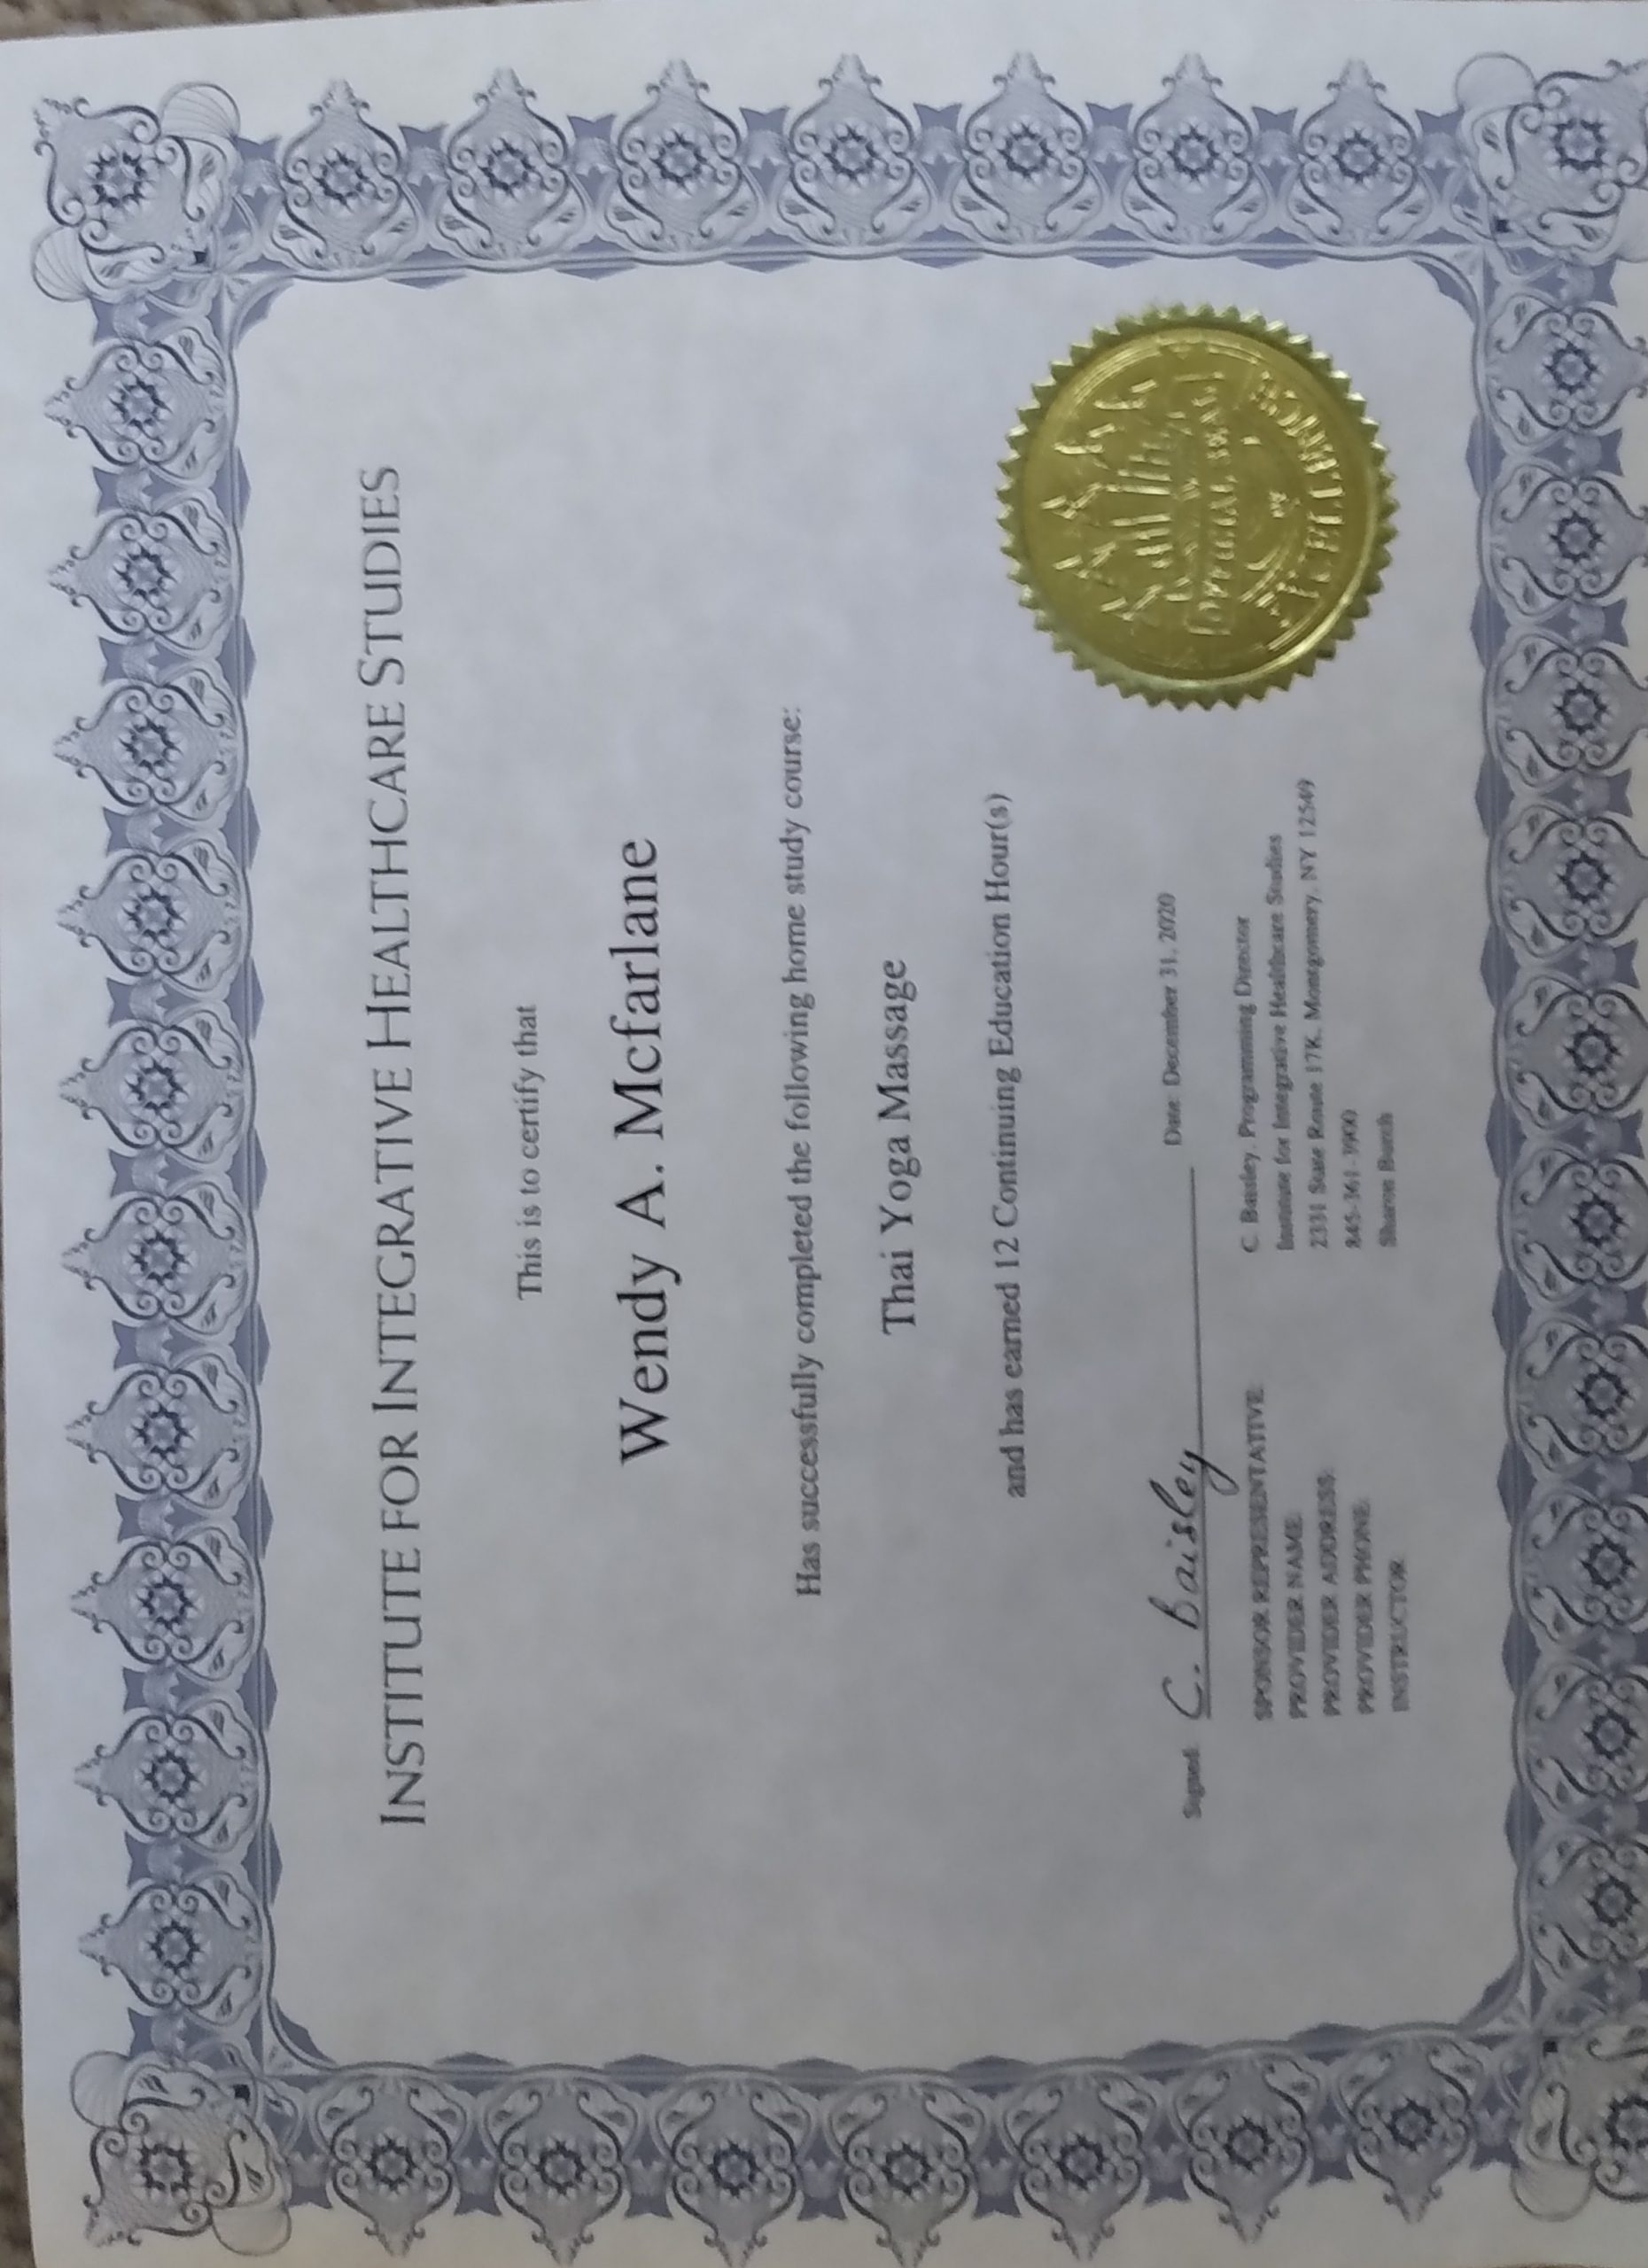 INSTITUTE FOR INTEGRATIVE HEALTHCARE STUDIES
This is to certify that
Wendy A. Mcfarlane
Has successfully completed the following home study course:
Thai Yoga Massage
and has earned 12 Continuing Education Hour(s)
Signed: C. Baisley Date: December 31, 2020
SPONSOR REPRESENTATIVE: C. Baisley, Programming Director
PROVIDER NAME: Institute for Integrative Healthcare Studies
PROVIDER ADDRESS: 2331 State Route 17K, Montgomery, NY 12549
PROVIDER PHONE: 845-361-3900
INSTRUCTOR Sharon Burch
OFFICIAL SEAL
OF
EXCELLENCE